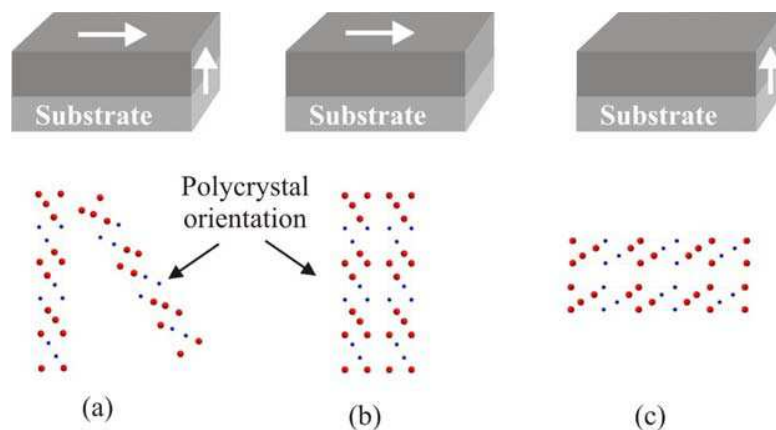 Substrate
Substrate
Substrate
Polycrystal
orientation
(a)
(b)
(c)